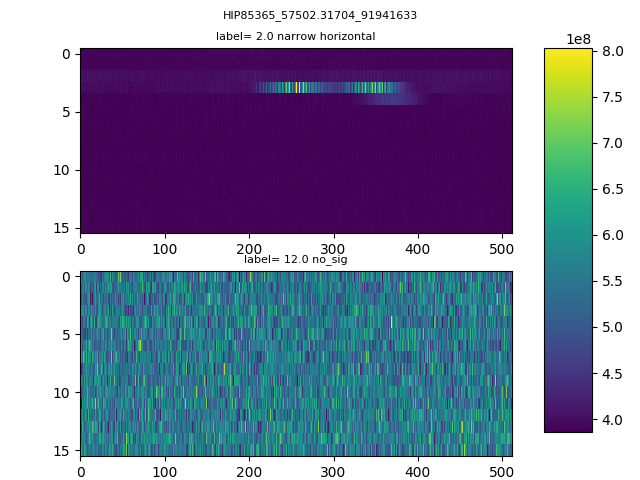 HIP85365_57502.31704_91941633
label= 2.0 narrow horizontal
1e8
0
5
10
15
0 100 200 300 400 500
label= 12.0 no_sig
0
5
10
15
0 100 200 300 400 500
8.0
7.5
7.0
6.5
6.0
5.5
5.0
4.5
4.0